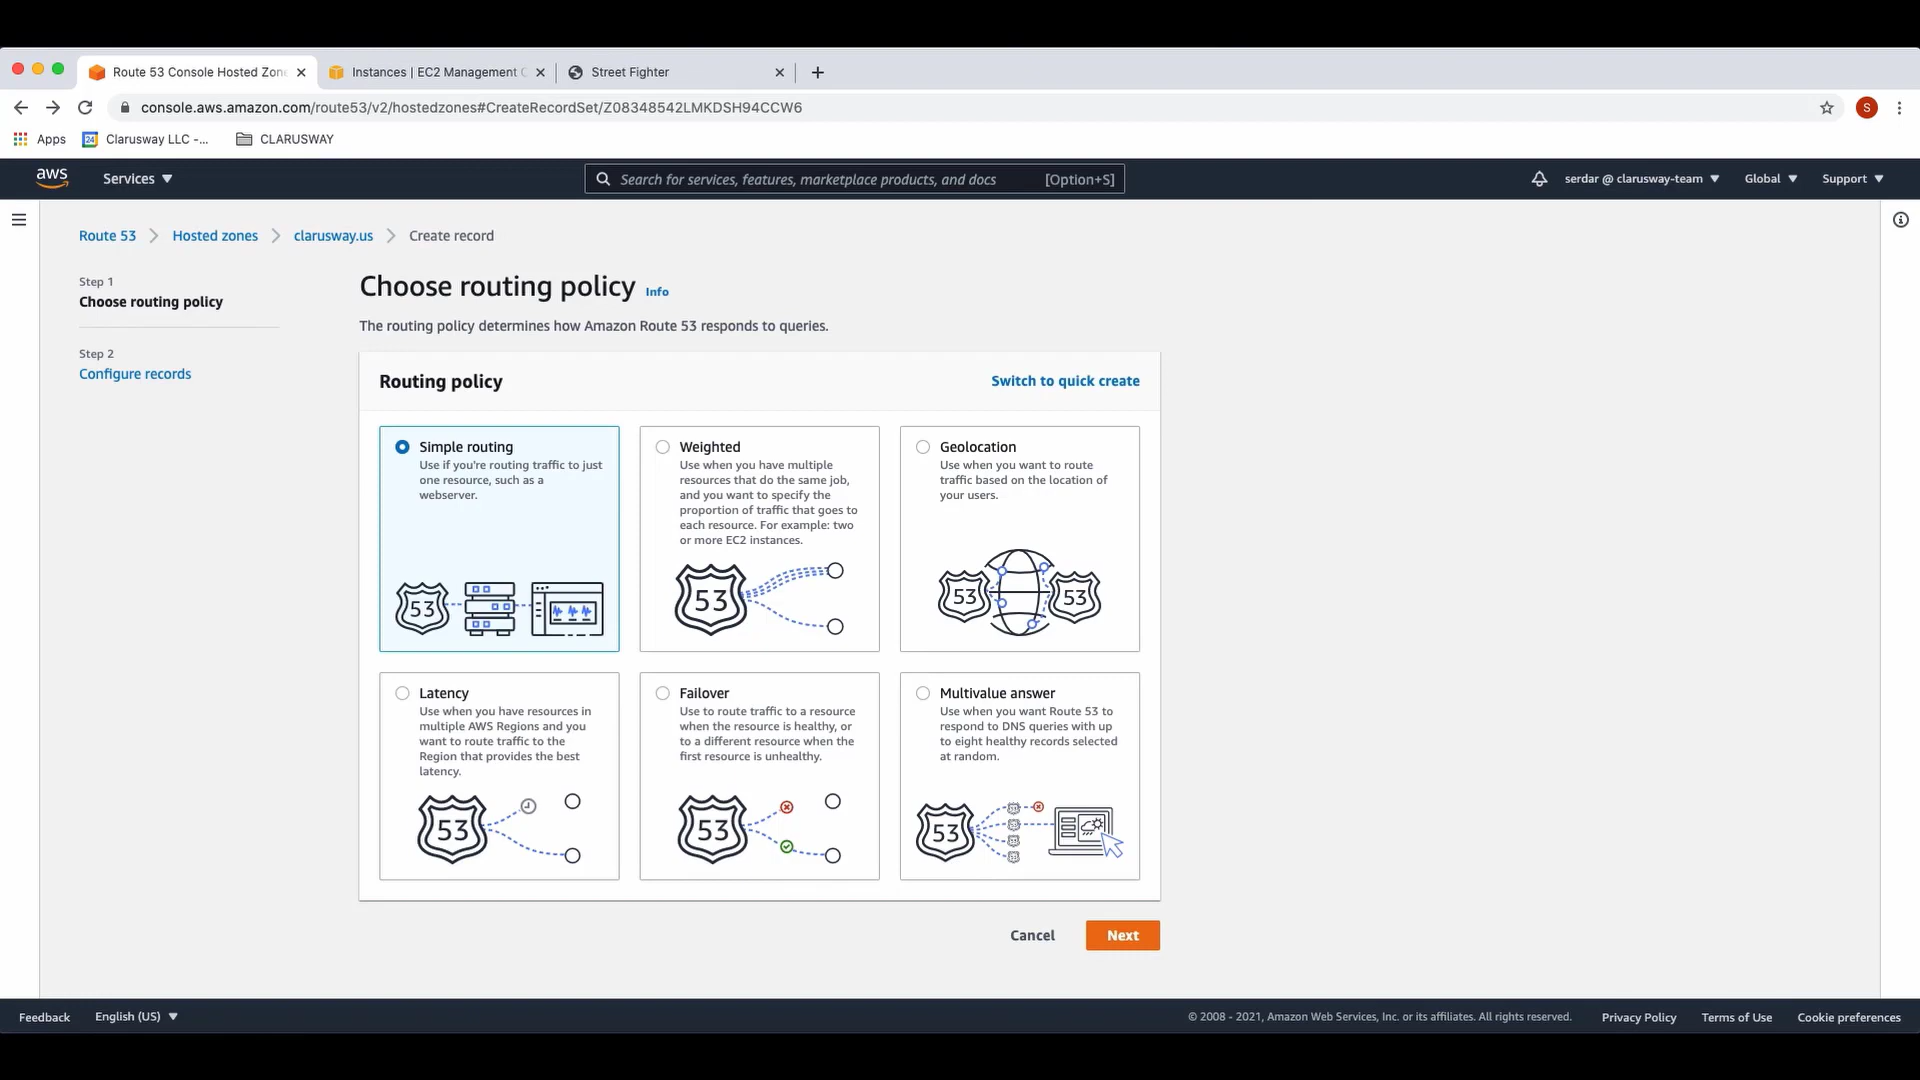 Route 53 Console Hosted Zon
Instances | EC2 Management C
Street Fighter
console.aws.amazon.com/route53/v2/hostedzones#CreateRecordSet/Z08348542LMKDSH94CCW6
S
Apps
24
Clarusway LLC -...
CLARUSWAY
aws
Services
Search for services, features, marketplace products, and docs
[Option+S]
serdar @ clarusway-team
Global
Support
Route 53
Hosted zones
clarusway.us
Create record
Step 1
Choose routing policy
Step 2
Configure records
Choose routing policy
Info
The routing policy determines how Amazon Route 53 responds to queries.
Routing policy
Switch to quick create
Simple routing
Use if you're routing traffic to just
one resource, such as a
webserver.
53
Weighted
Use when you have multiple
resources that do the same job,
and you want to specify the
proportion of traffic that goes to
each resource. For example: two
or more EC2 instances.
53
Geolocation
Use when you want to route
traffic based on the location of
your users.
53
53
Latency
Use when you have resources in
multiple AWS Regions and you
want to route traffic to the
Region that provides the best
latency.
53
Failover
Use to route traffic to a resource
when the resource is healthy, or
to a different resource when the
first resource is unhealthy.
53
Multivalue answer
Use when you want Route 53 to
respond to DNS queries with up
to eight healthy records selected
at random.
53
Cancel
Next
Feedback
English (US)
© 2008 - 2021, Amazon Web Services, Inc. or its affiliates. All rights reserved.
Privacy Policy
Terms of Use
Cookie preferences